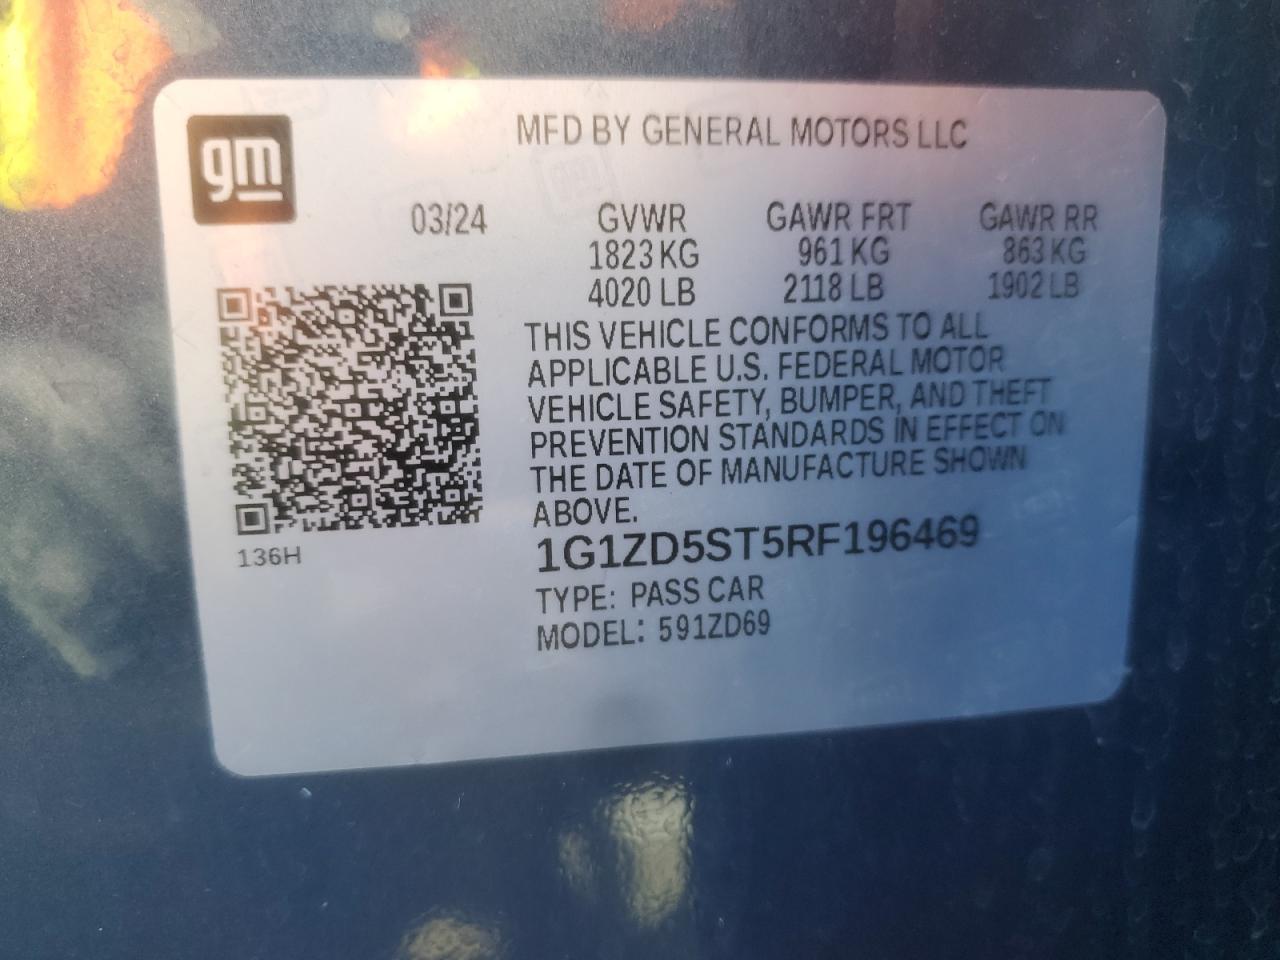 gm
MFD BY GENERAL MOTORS LLC
03/24 GVWR GAWR FRT GAWR RR
1823 KG 961 KG 863 KG
4020 LB 2118 LB 1902 LB
THIS VEHICLE CONFORMS TO ALL
APPLICABLE U.S. FEDERAL MOTOR
VEHICLE SAFETY, BUMPER, AND THEFT
PREVENTION STANDARDS IN EFFECT ON
THE DATE OF MANUFACTURE SHOWN
ABOVE.
1G1ZD5ST5RF196469
136H
TYPE: PASS CAR
MODEL: 591ZD69